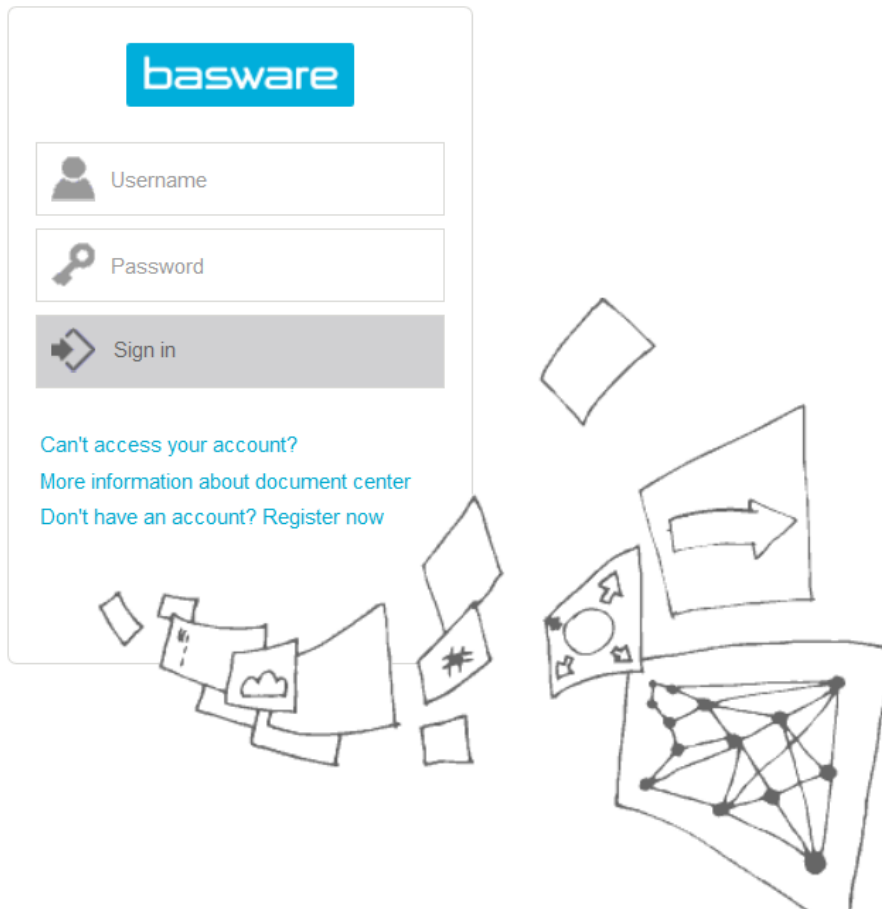 basware
Username
Password
Sign in
Can't access your account?
More information about document center
Don't have an account? Register now
#